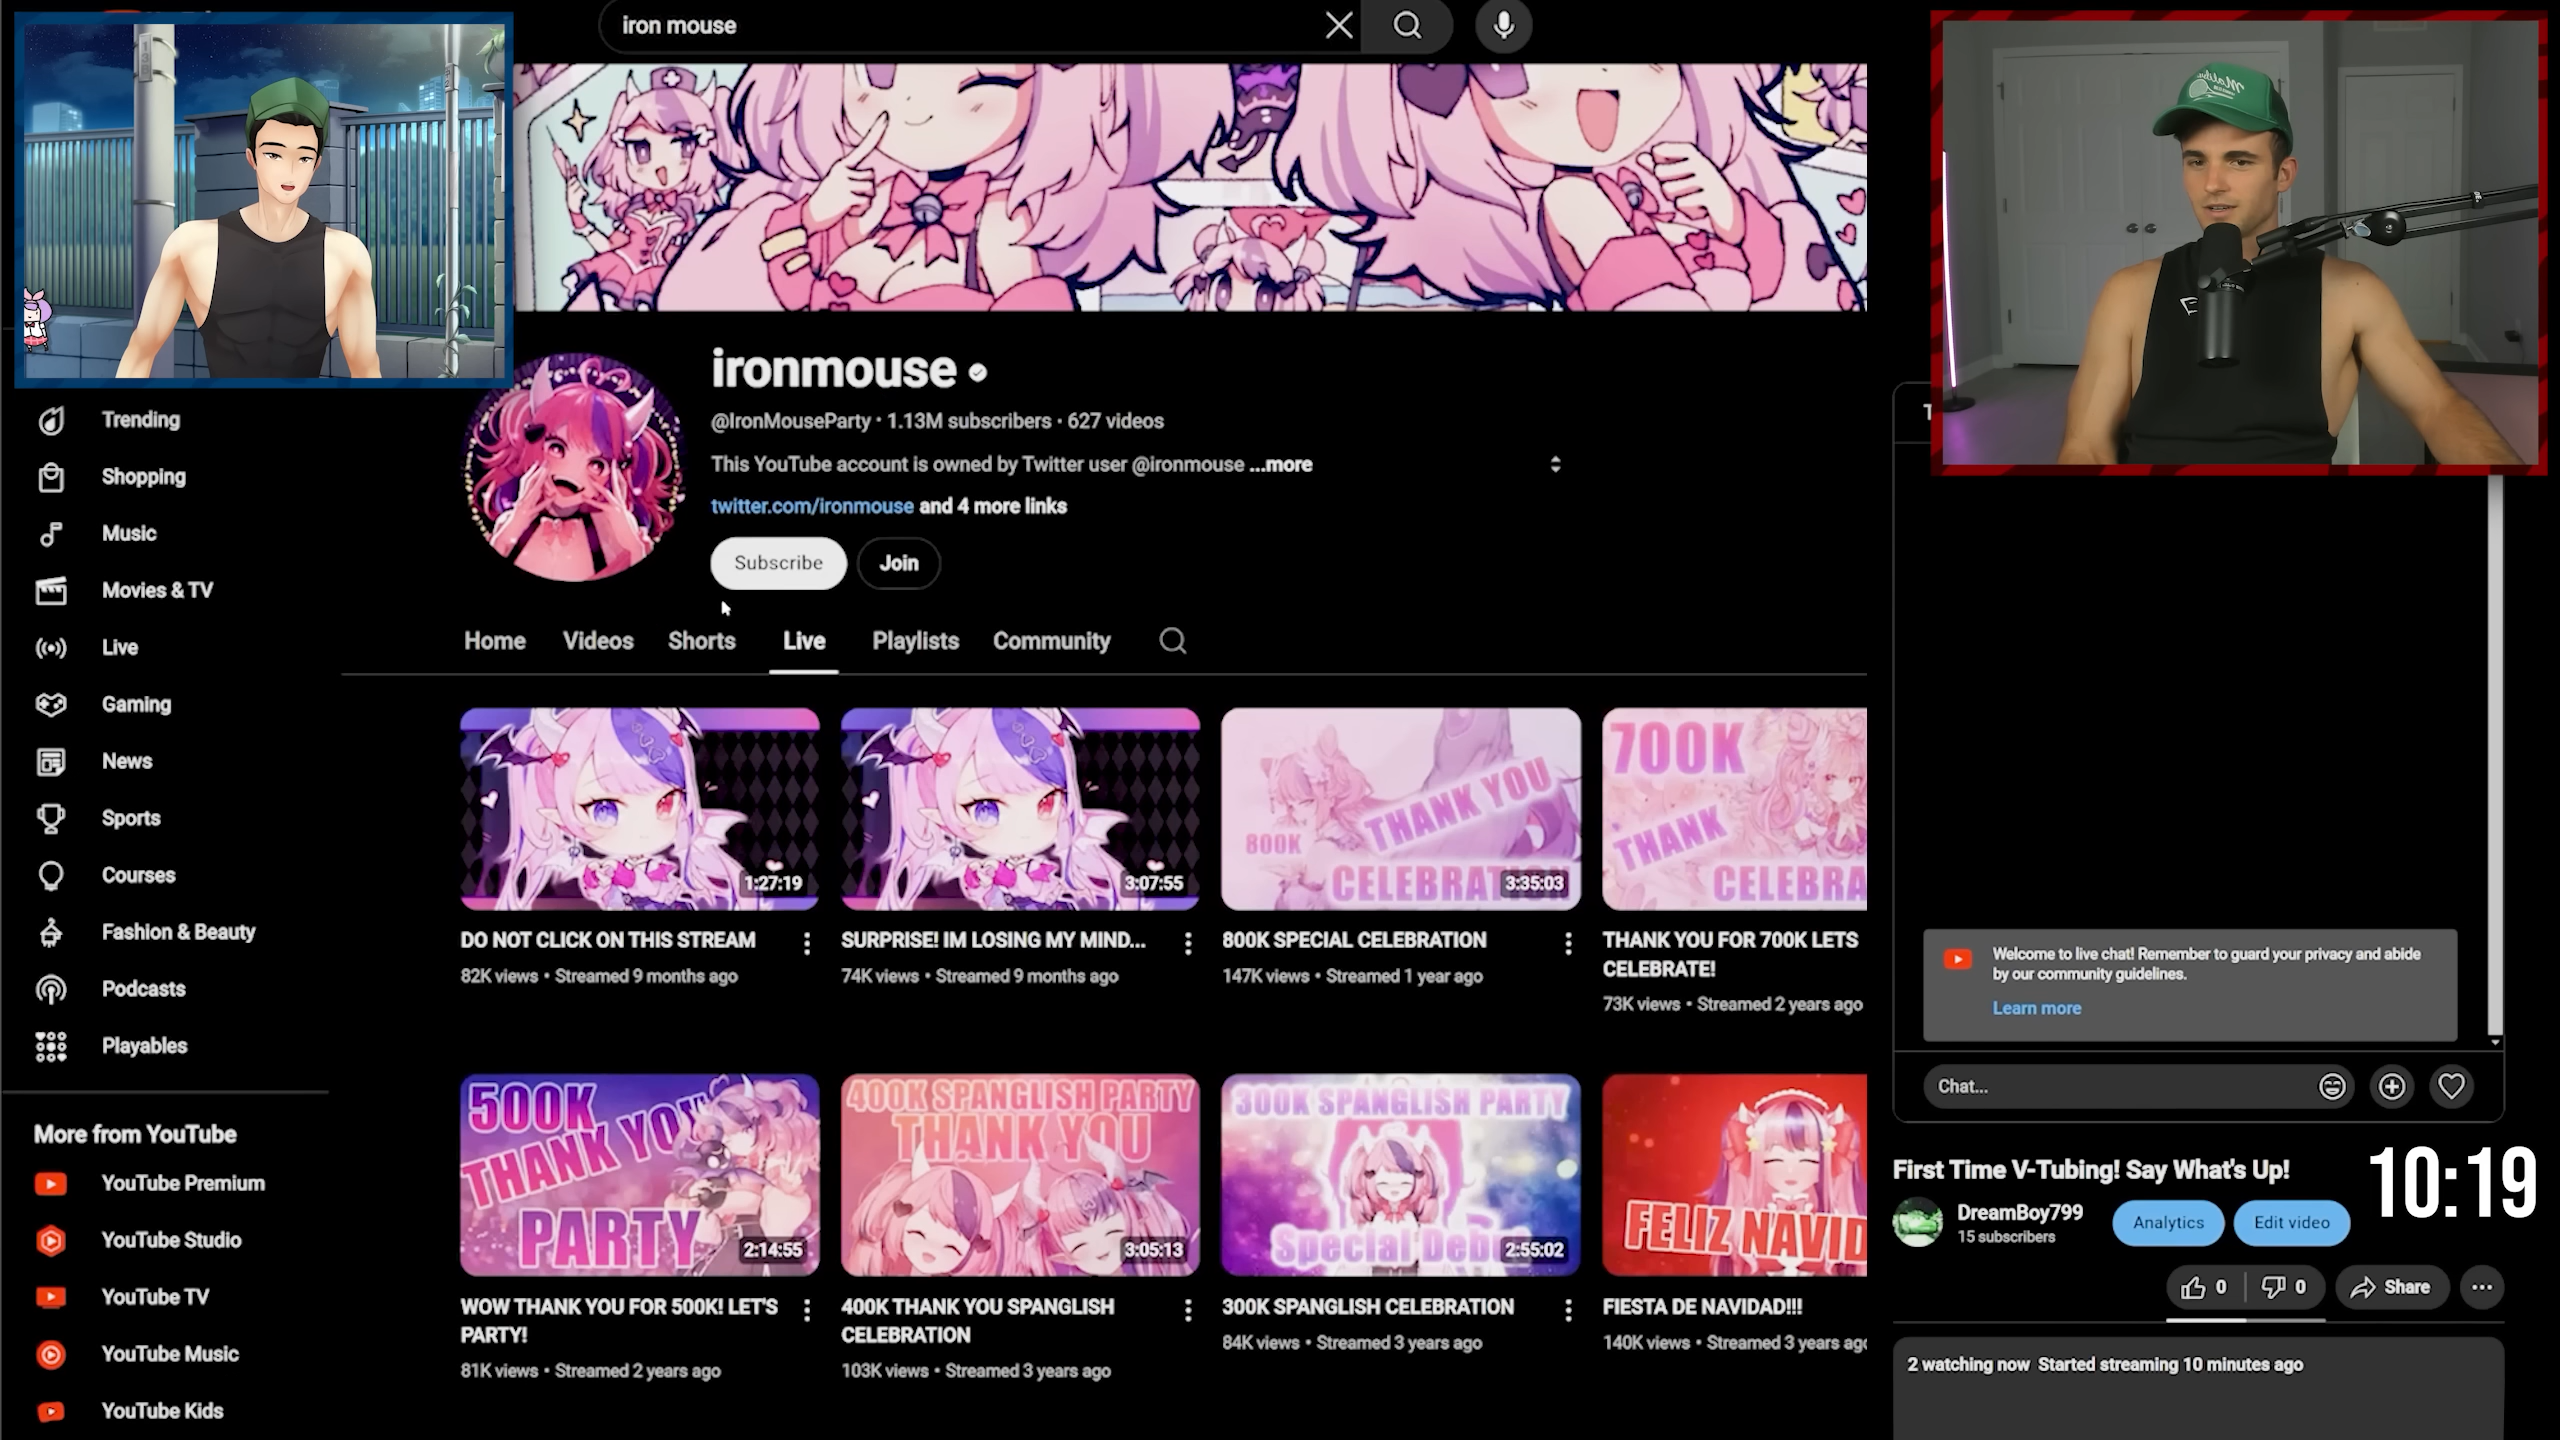 iron mouse
ironmouse
@IronMouseParty • 1.13M subscribers • 627 videos
This YouTube account is owned by Twitter user @ironmouse ...more
twitter.com/ironmouse and 4 more links
Subscribe
Join
Home
Videos
Shorts
Live
Playlists
Community
Trending
Shopping
Music
Movies & TV
Live
Gaming
News
Sports
Courses
Fashion & Beauty
Podcasts
Playables
More from YouTube
YouTube Premium
YouTube Studio
YouTube TV
YouTube Music
YouTube Kids
1:27:19
DO NOT CLICK ON THIS STREAM
82K views • Streamed 9 months ago
3:07:55
SURPRISE! IM LOSING MY MIND...
74K views • Streamed 9 months ago
800K
THANK YOU
CELEBRAT
3:35:03
800K SPECIAL CELEBRATION
147K views • Streamed 1 year ago
700K
THANK
CELEBRA
THANK YOU FOR 700K LETS
CELEBRATE!
73K views • Streamed 2 years ago
500K
THANK YOU
PARTY
2:14:55
WOW THANK YOU FOR 500K! LET'S
PARTY!
81K views • Streamed 2 years ago
400K SPANGLISH PARTY
THANK YOU
3:05:13
400K THANK YOU SPANGLISH
CELEBRATION
103K views • Streamed 3 years ago
300K SPANGLISH PARTY
Special Deb
2:55:02
300K SPANGLISH CELEBRATION
84K views • Streamed 3 years ago
FELIZ NAVID
FIESTA DE NAVIDAD!!!
140K views • Streamed 3 years ag
Malibu
Welcome to live chat! Remember to guard your privacy and abide
by our community guidelines.
Learn more
Chat...
First Time V-Tubing! Say What's Up!
10:19
DreamBoy799
15 subscribers
Analytics
Edit video
0
0
Share
2 watching now Started streaming 10 minutes ago